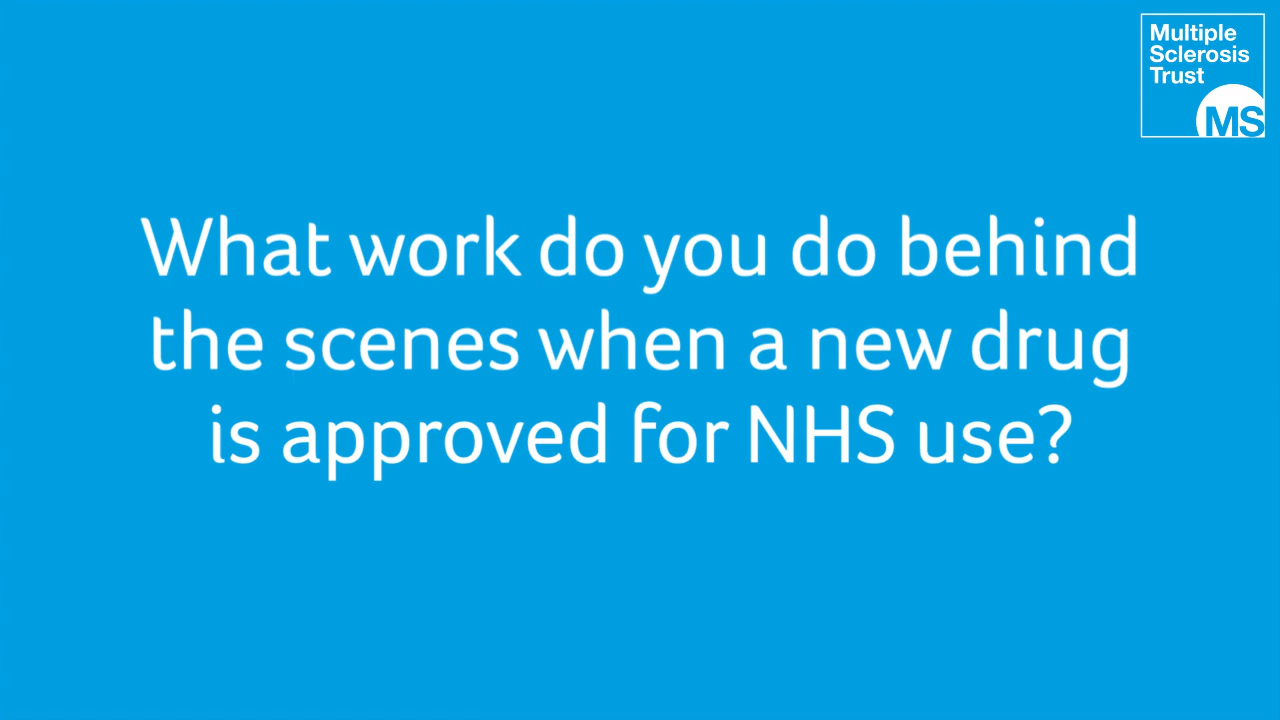 Multiple
Sclerosis
Trust
MS
What work do you do behind
the scenes when a new drug
is approved for NHS use?